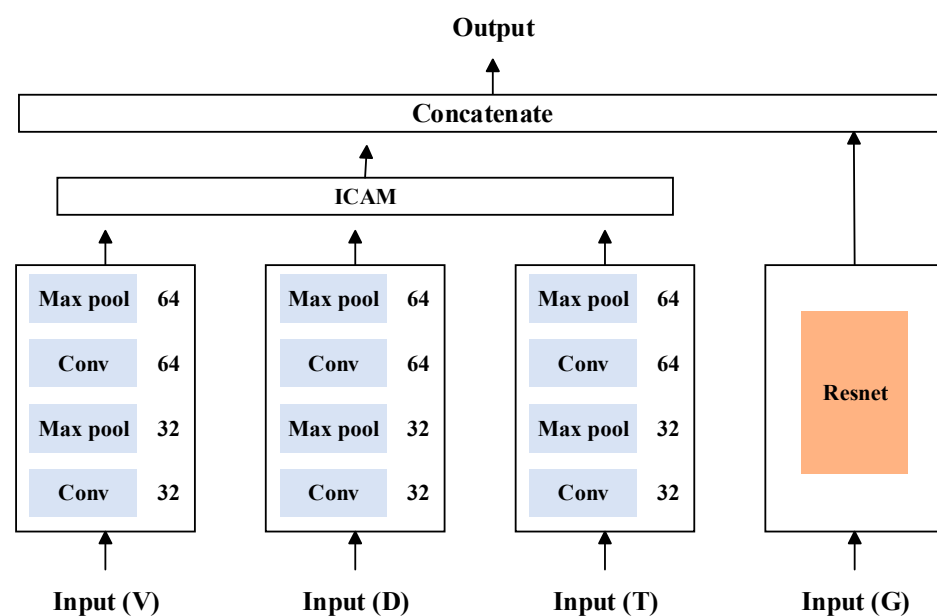 Output
Concatenate
ICAM
Max pool 64
Conv 64
Max pool 32
Conv 32
Input (V)
Max pool 64
Conv 64
Max pool 32
Conv 32
Input (D)
Max pool 64
Conv 64
Max pool 32
Conv 32
Input (T)
Resnet
Input (G)